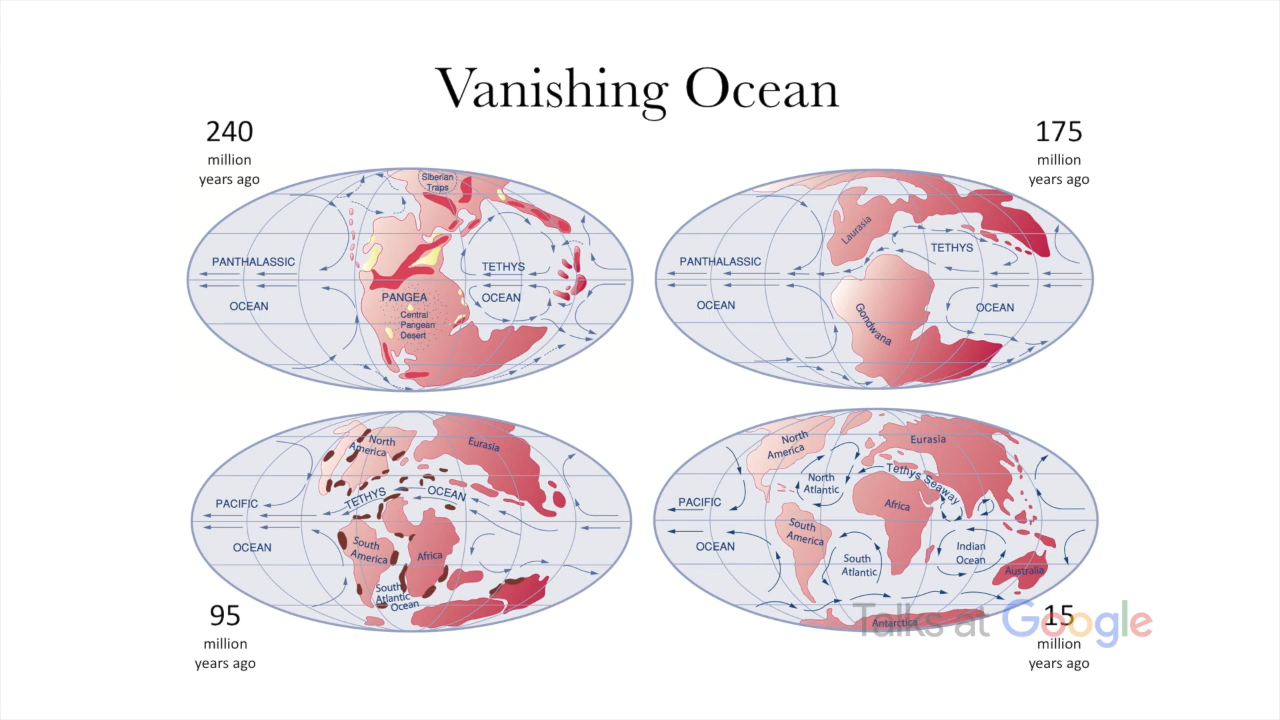 Vanishing Ocean
240
million
years ago
Siberian
Traps
PANTHALASSIC
OCEAN
TETHYS
OCEAN
PANGEA
Central
Pangean
Desert
175
million
years ago
Laurasia
PANTHALASSIC
OCEAN
TETHYS
OCEAN
Gondwana
95
million
years ago
North
America
Eurasia
PACIFIC
OCEAN
TETHYS OCEAN
South
America
Africa
South
Atlantic
Ocean
15
million
years ago
North
America
Eurasia
North
Atlantic
Tethys Seaway
PACIFIC
OCEAN
Africa
South
America
South
Atlantic
Indian
Ocean
Australia
Antarctica
Talks at Google